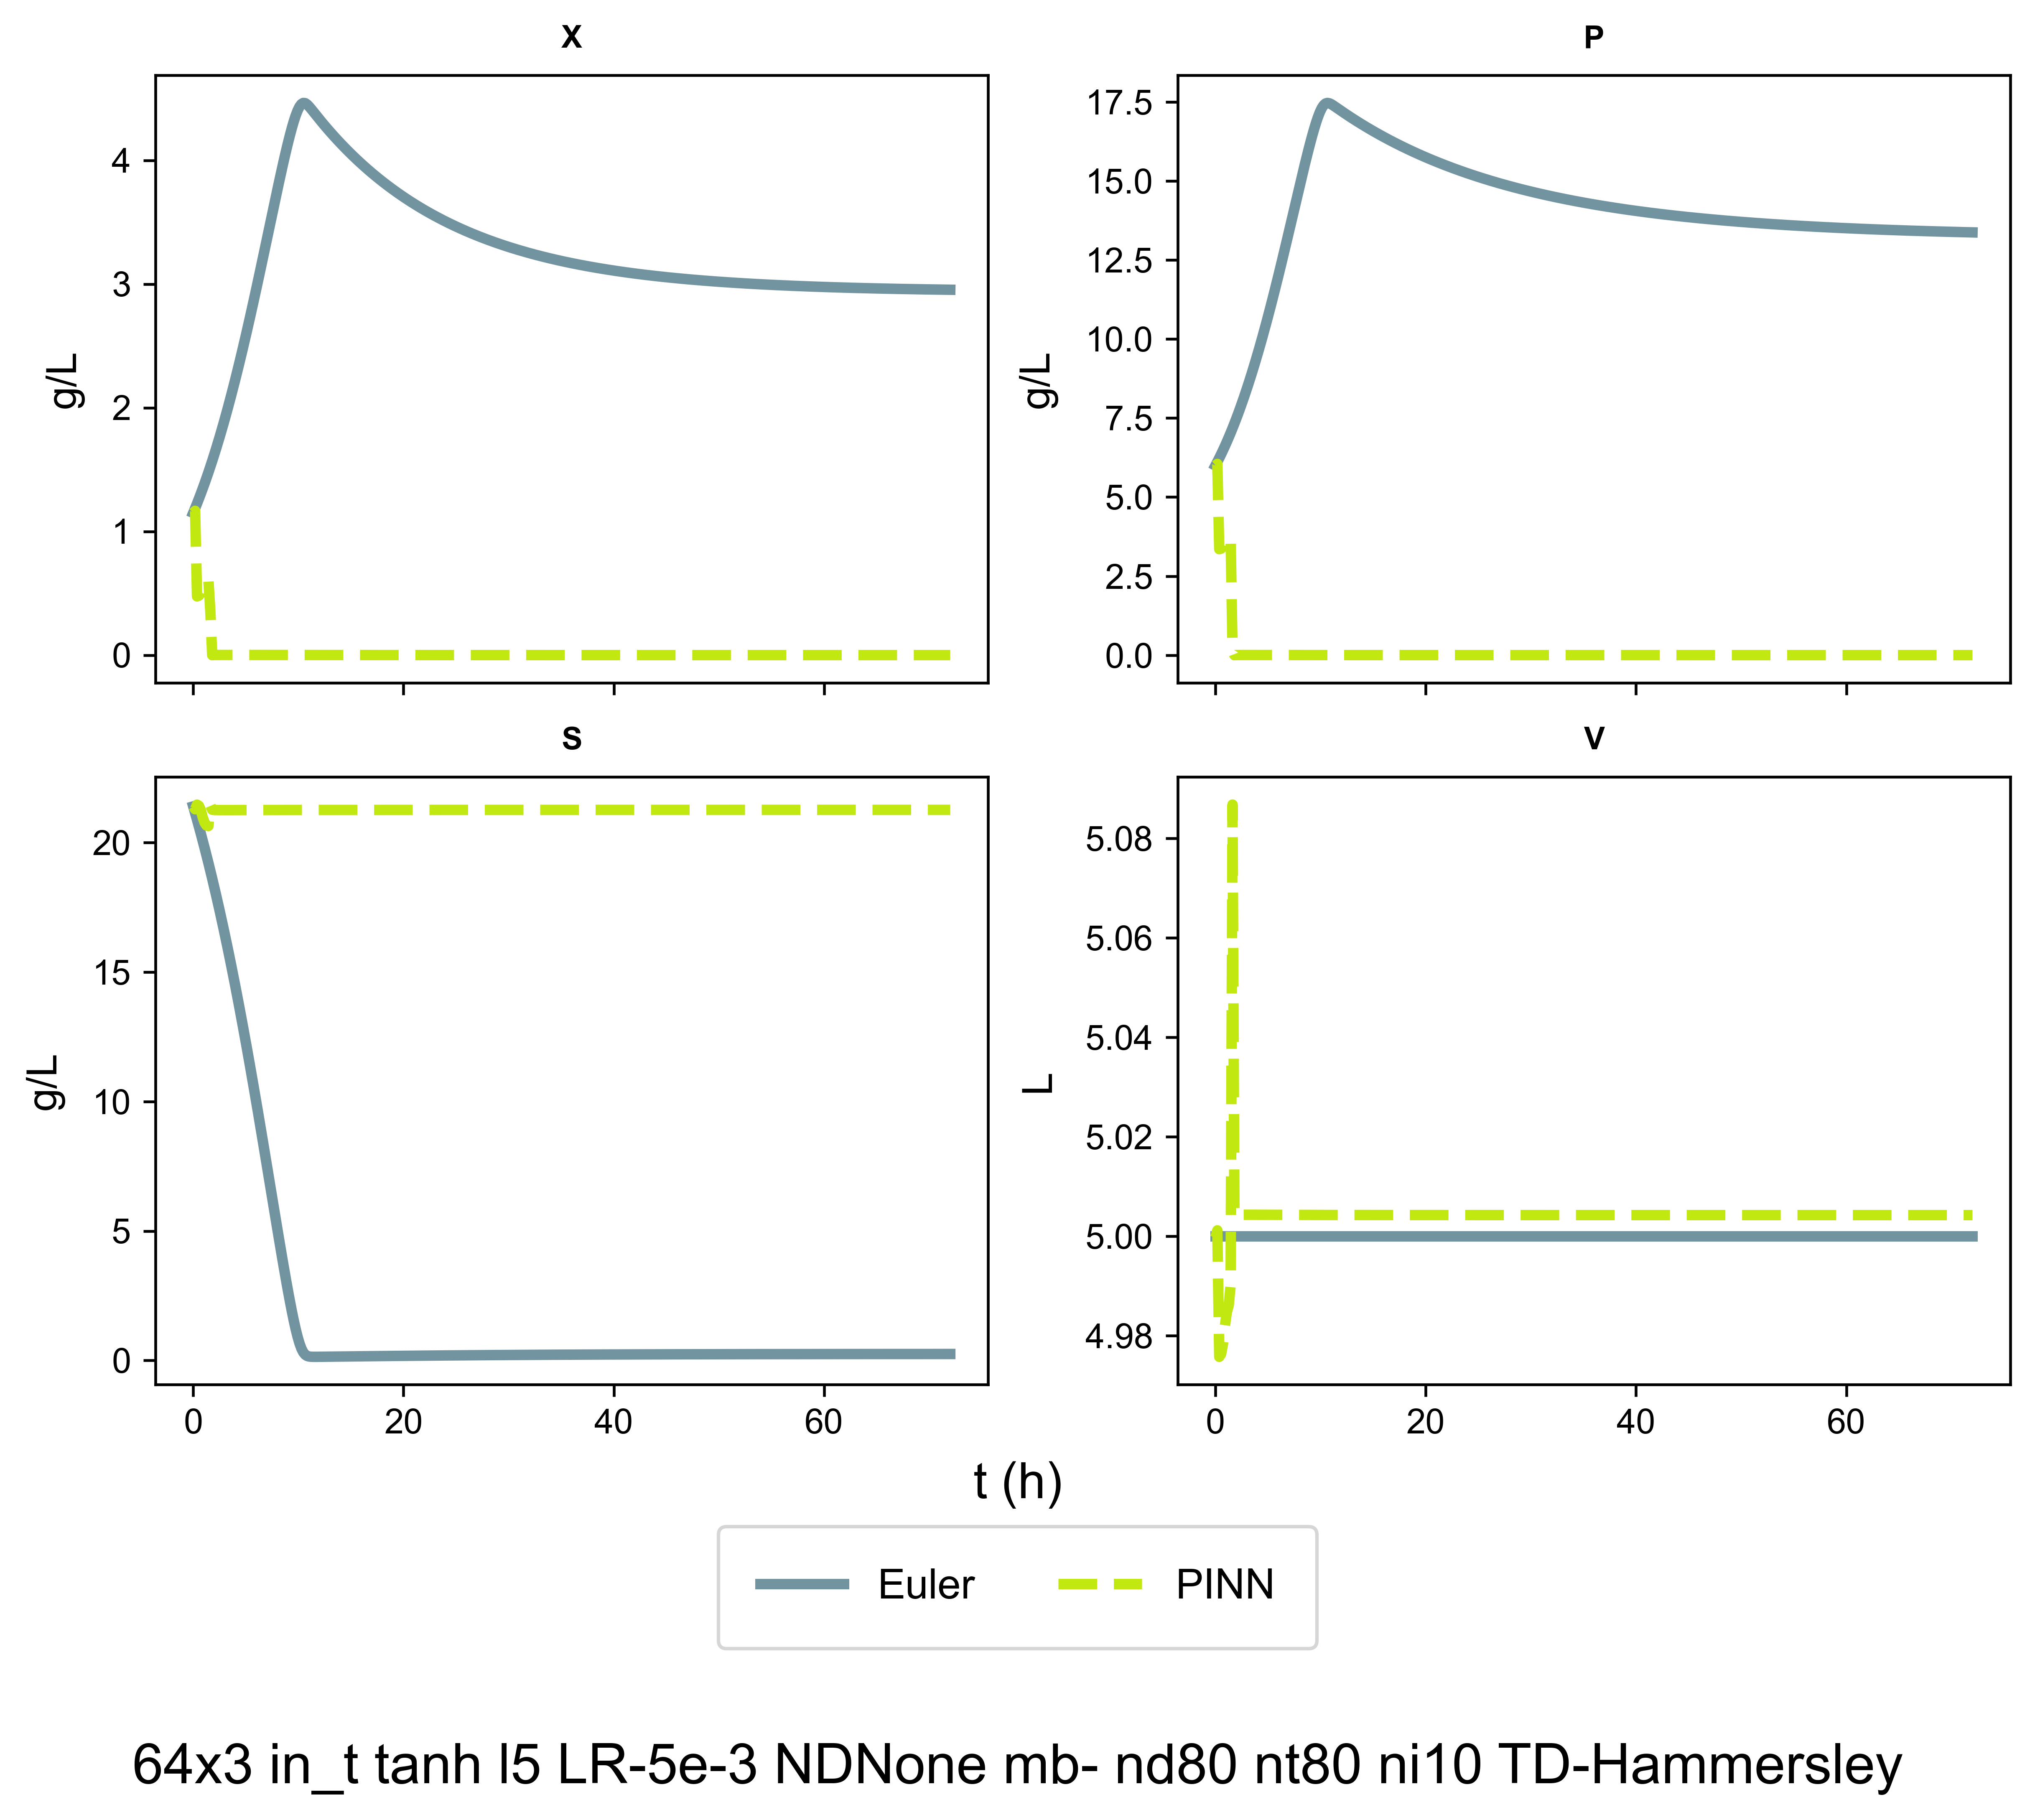 X
P
g/L
4
3
2
1
0
g/L
17.5
15.0
12.5
10.0
7.5
5.0
2.5
0.0
S
V
g/L
20
15
10
5
0
L
5.08
5.06
5.04
5.02
5.00
4.98
0 20 40 60
0 20 40 60
t (h)
Euler PINN
64x3 in_t tanh l5 LR-5e-3 NDNone mb- nd80 nt80 ni10 TD-Hammersley